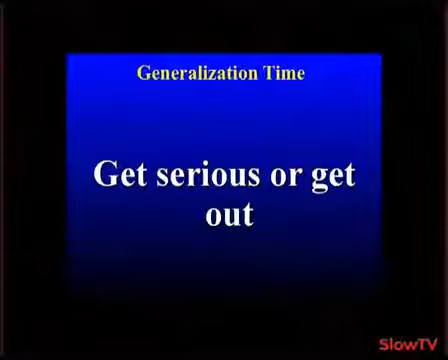 Generalization Time
Get serious or get
out
SlowTV